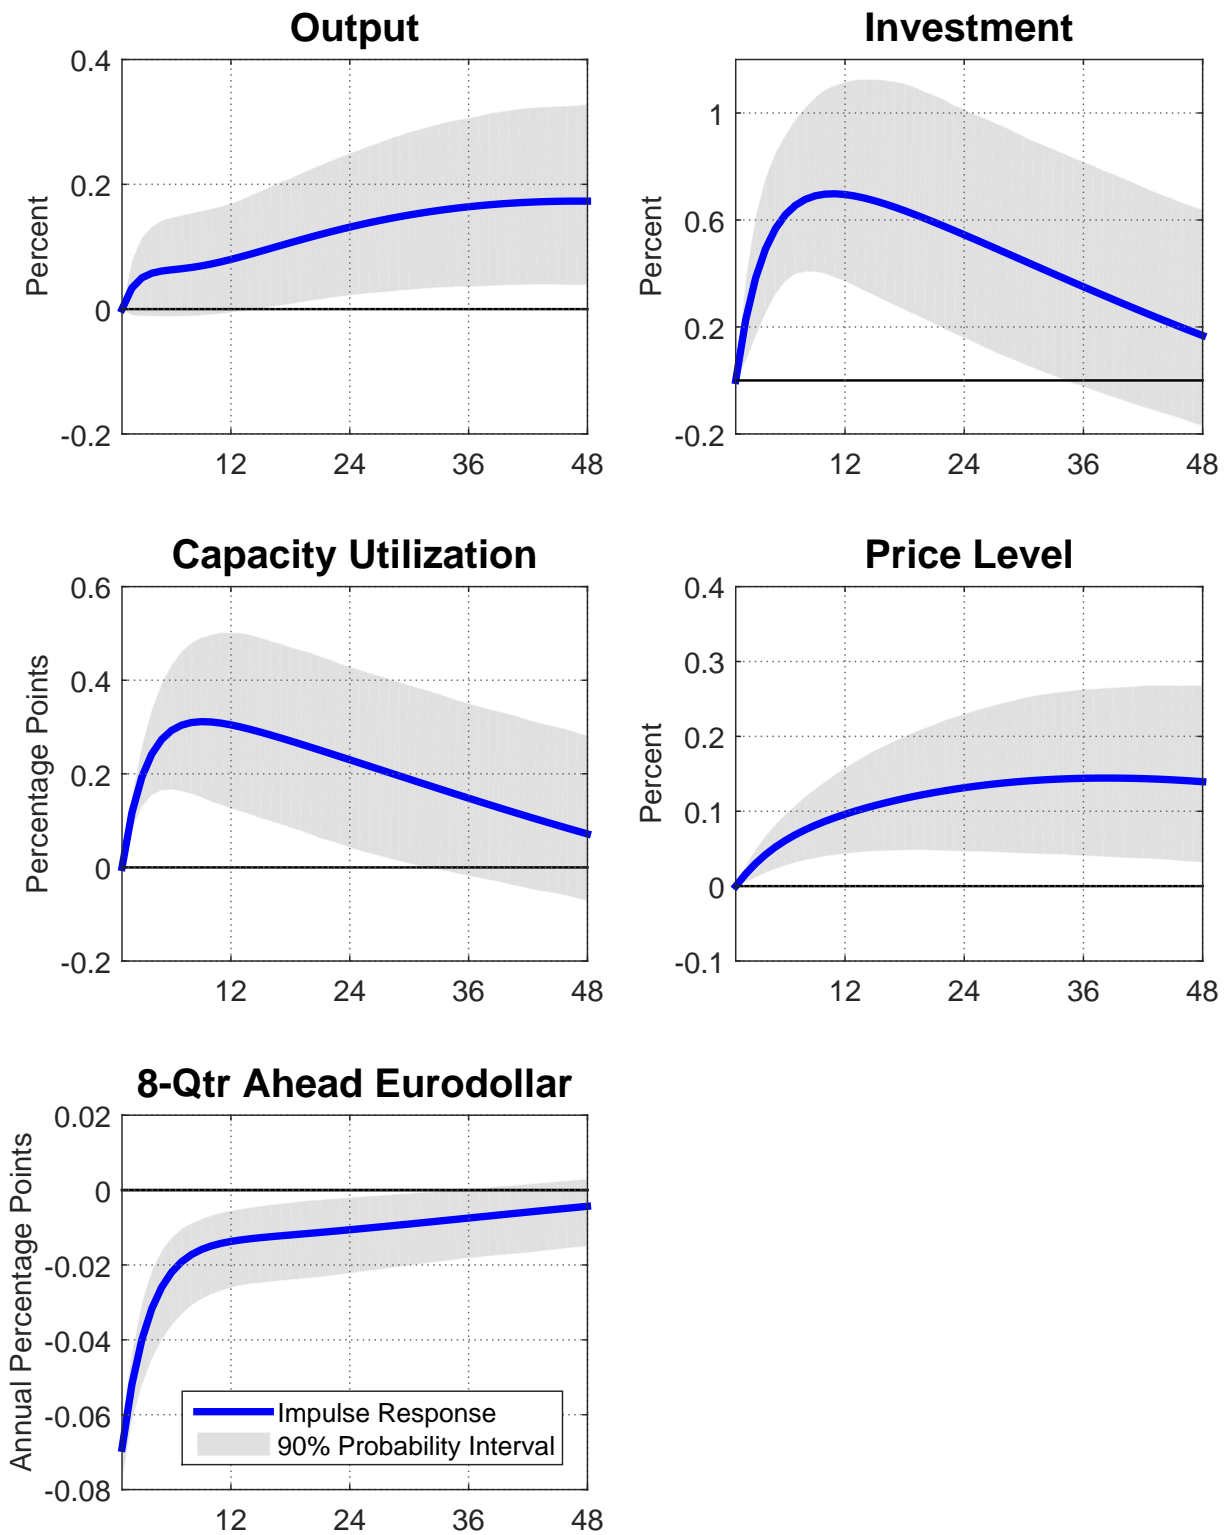 Output
Percent
0.4
0.2
0
-0.2
12 24 36 48
Investment
Percent
1
0.6
0.2
-0.2
12 24 36 48
Capacity Utilization
Percentage Points
0.6
0.4
0.2
0
-0.2
12 24 36 48
Price Level
Percent
0.4
0.3
0.2
0.1
0
-0.1
12 24 36 48
8-Qtr Ahead Eurodollar
Annual Percentage Points
0.02
0
-0.02
-0.04
-0.06
-0.08
Impulse Response
90% Probability Interval
12 24 36 48